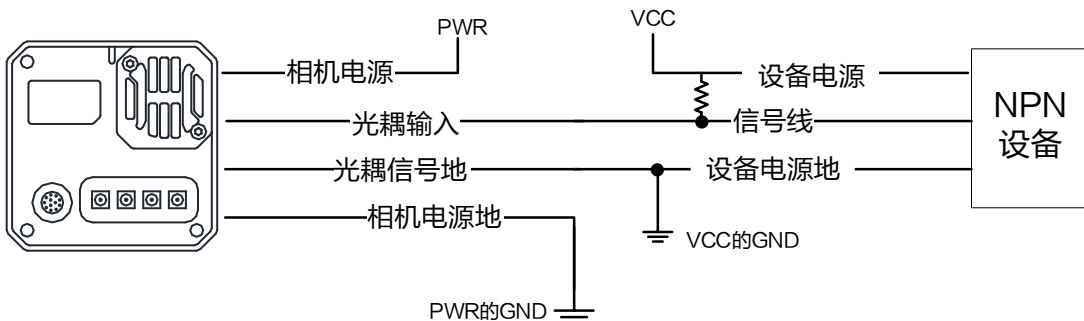 PWR
VCC
相机电源
设备电源
光耦输入
信号线
NPN
设备
光耦信号地
设备电源地
相机电源地
VCC的GND
PWR的GND